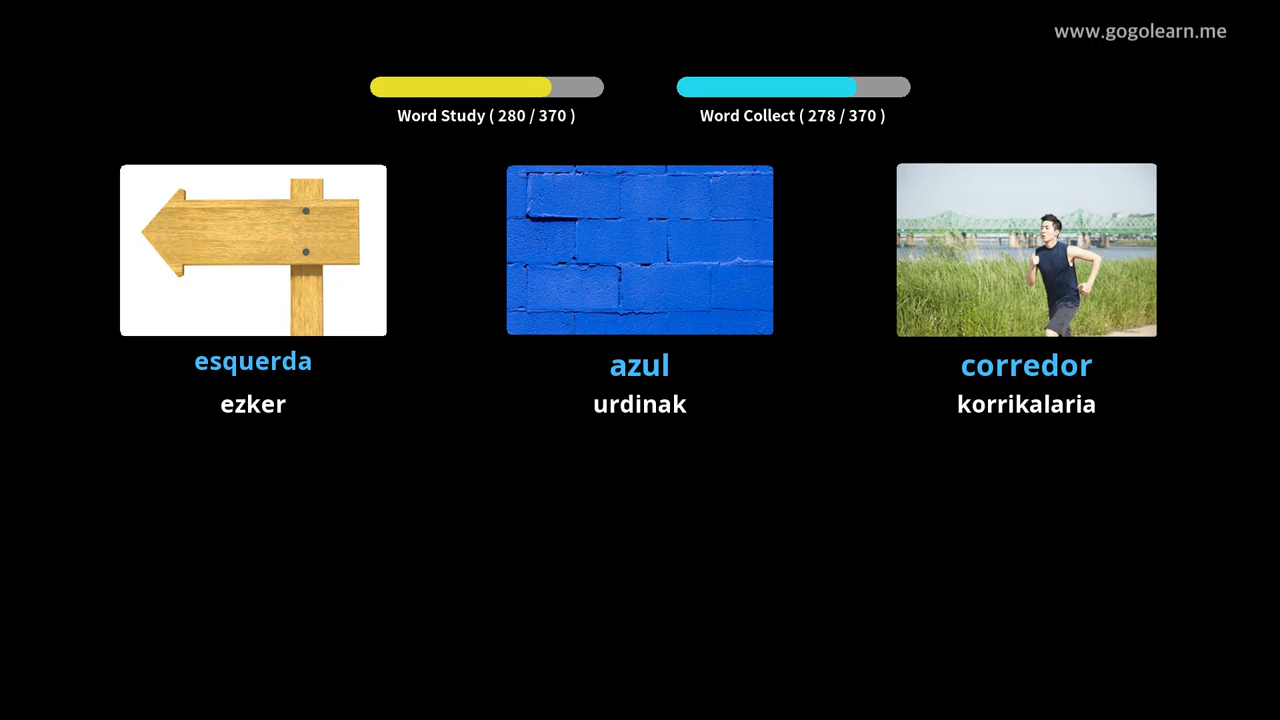 www.gogolearn.me
Word Study ( 280 / 370 )
Word Collect ( 278 / 370 )
esquerda
ezker
azul
urdinak
corredor
korrikalaria